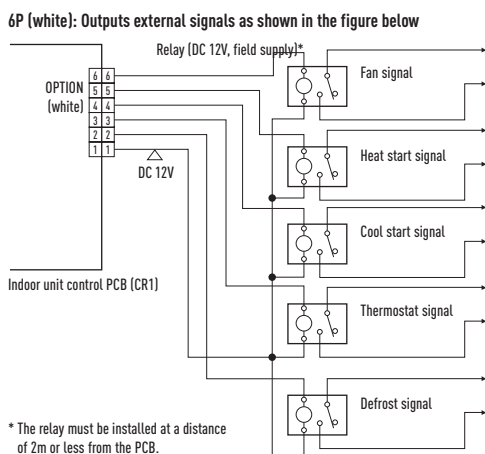 6P (white): Outputs external signals as shown in the figure below
Relay (DC 12V, field supply)*
Fan signal
OPTION
(white)
6 6
5 5
4 4
3 3
2 2
1 1
DC 12V
Heat start signal
Cool start signal
Indoor unit control PCB (CR1)
Thermostat signal
Defrost signal
* The relay must be installed at a distance
of 2m or less from the PCB.